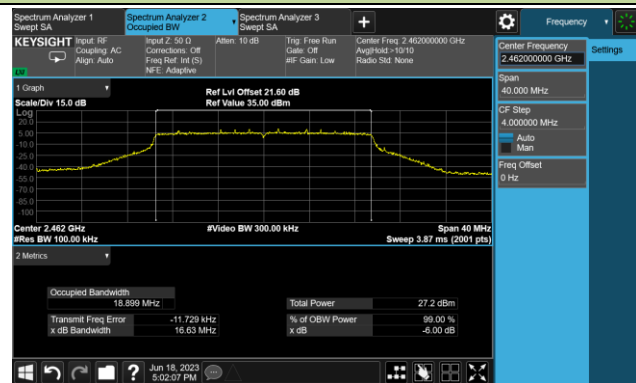 Spectrum Analyzer 1
Swept SA
Spectrum Analyzer 2
Occupied BW
Spectrum Analyzer 3
Swept SA
Frequency
KEYSIGHT
Input: RF
Coupling: AC
Align: Auto
Input Z: 50 Ω
Corrections: Off
Freq Ref: Int (S)
NFE: Adaptive
Atten: 10 dB
Trig: Free Run
Gate: Off
#IF Gain: Low
Center Freq: 2.462000000 GHz
Avg|Hold:>10/10
Radio Std: None
Center Frequency
2.462000000 GHz
Settings
Span
40.000 MHz
CF Step
4.000000 MHz
Auto
Man
Freq Offset
0 Hz
1 Graph
Scale/Div 15.0 dB
Ref Lvl Offset 21.60 dB
Ref Value 35.00 dBm
Log
20.0
5.00
-10.0
-25.0
-40.0
-55.0
-70.0
-85.0
-100
Center 2.462 GHz
#Video BW 300.00 kHz
Span 40 MHz
#Res BW 100.00 kHz
Sweep 3.87 ms (2001 pts)
2 Metrics
Occupied Bandwidth
18.899 MHz
Total Power 27.2 dBm
Transmit Freq Error -11.729 kHz
% of OBW Power 99.00 %
x dB Bandwidth 16.63 MHz
x dB -6.00 dB
?
Jun 18, 2023
5:02:07 PM